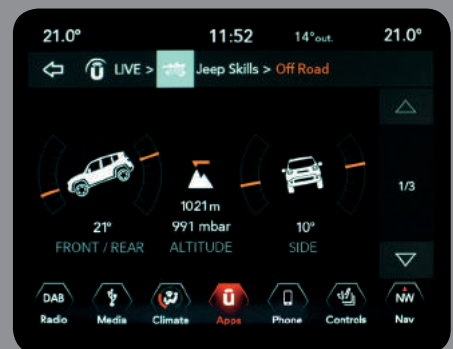 21.0° 11:52 14°out. 21.0°
LIVE > Jeep Skills > Off Road
1021m
991 mbar
1/3
21° 10°
FRONT / REAR ALTITUDE SIDE
DAB NW
Radio Media Climate Apps Phone Controls Nav